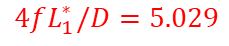 4fL₁*/D = 5.029